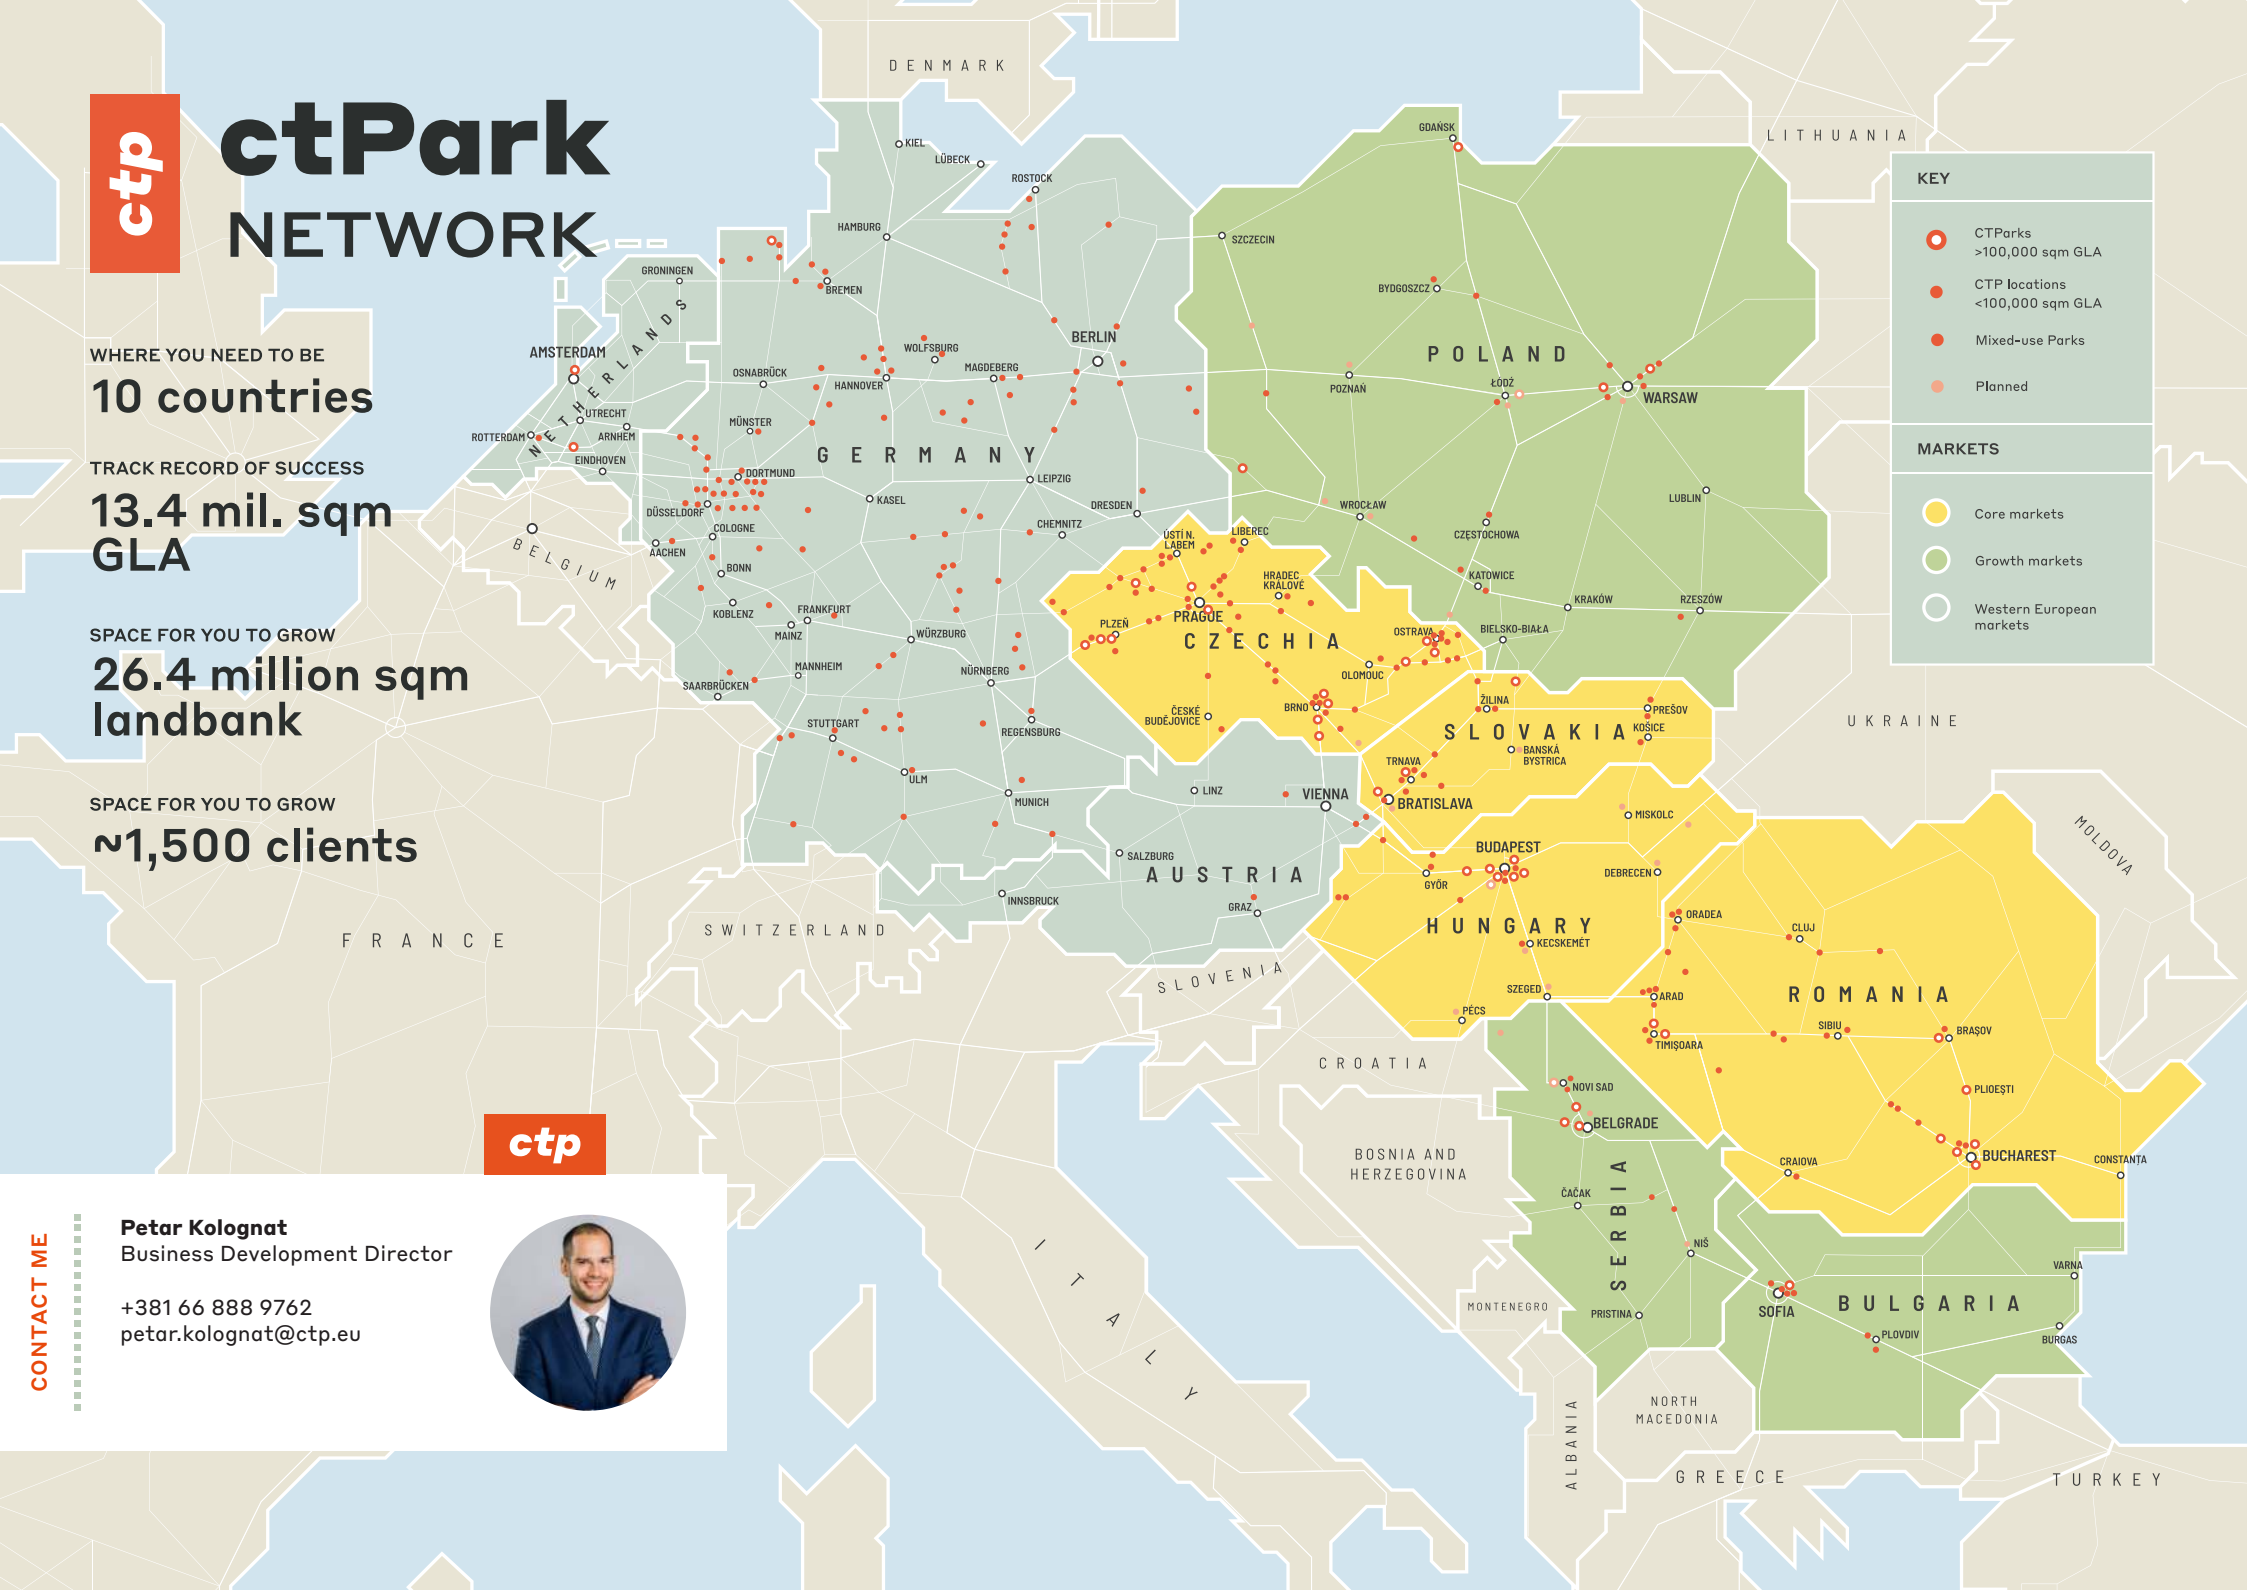 ctp
ctPark
NETWORK
WHERE YOU NEED TO BE
10 countries
TRACK RECORD OF SUCCESS
13.4 mil. sqm
GLA
SPACE FOR YOU TO GROW
26.4 million sqm
landbank
SPACE FOR YOU TO GROW
~1,500 clients
ctp
CONTACT ME
Petar Kolognat
Business Development Director
+381 66 888 9762
petar.kolognat@ctp.eu
KEY
CTParks
>100,000 sqm GLA
CTP locations
<100,000 sqm GLA
Mixed-use Parks
Planned
MARKETS
Core markets
Growth markets
Western European
markets
DENMARK
LITHUANIA
KIEL
LÜBECK
ROSTOCK
HAMBURG
BREMEN
GRONINGEN
NETHERLANDS
AMSTERDAM
UTRECHT
ROTTERDAM
ARNHEM
EINDHOVEN
BELGIUM
OSNABRÜCK
HANNOVER
WOLFSBURG
MAGDEBERG
BERLIN
MÜNSTER
GERMANY
DORTMUND
DÜSSELDORF
KASEL
LEIPZIG
DRESDEN
CHEMNITZ
COLOGNE
AACHEN
BONN
KOBLENZ
FRANKFURT
MAINZ
WÜRZBURG
MANNHEIM
SAARBRÜCKEN
NÜRNBERG
STUTTGART
REGENSBURG
ULM
MUNICH
GDAŃSK
SZCZECIN
BYDGOSZCZ
POLAND
POZNAŃ
ŁÓDŹ
WARSAW
WROCŁAW
LUBLIN
CZĘSTOCHOWA
KATOWICE
KRAKÓW
RZESZÓW
BIELSKO-BIAŁA
ÚSTÍ N.
LABEM
LIBEREC
HRADEC
KRÁLOVÉ
PRAGUE
PLZEŇ
CZECHIA
OSTRAVA
OLOMOUC
BRNO
ČESKÉ
BUDĚJOVICE
ŽILINA
PREŠOV
KOŠICE
SLOVAKIA
BANSKÁ
BYSTRICA
TRNAVA
BRATISLAVA
UKRAINE
MOLDOVA
LINZ
VIENNA
SALZBURG
AUSTRIA
INNSBRUCK
GRAZ
MISKOLC
BUDAPEST
GYŐR
DEBRECEN
HUNGARY
KECSKEMÉT
SZEGED
PÉCS
ORADEA
CLUJ
ROMANIA
ARAD
TIMIŞOARA
SIBIU
BRAŞOV
PLIOEŞTI
BUCHAREST
CRAIOVA
CONSTANŢA
FRANCE
SWITZERLAND
SLOVENIA
CROATIA
BOSNIA AND
HERZEGOVINA
NOVI SAD
BELGRADE
SERBIA
ČAČAK
NIŠ
PRISTINA
MONTENEGRO
SOFIA
BULGARIA
VARNA
BURGAS
PLOVDIV
ITALY
ALBANIA
NORTH
MACEDONIA
GREECE
TURKEY